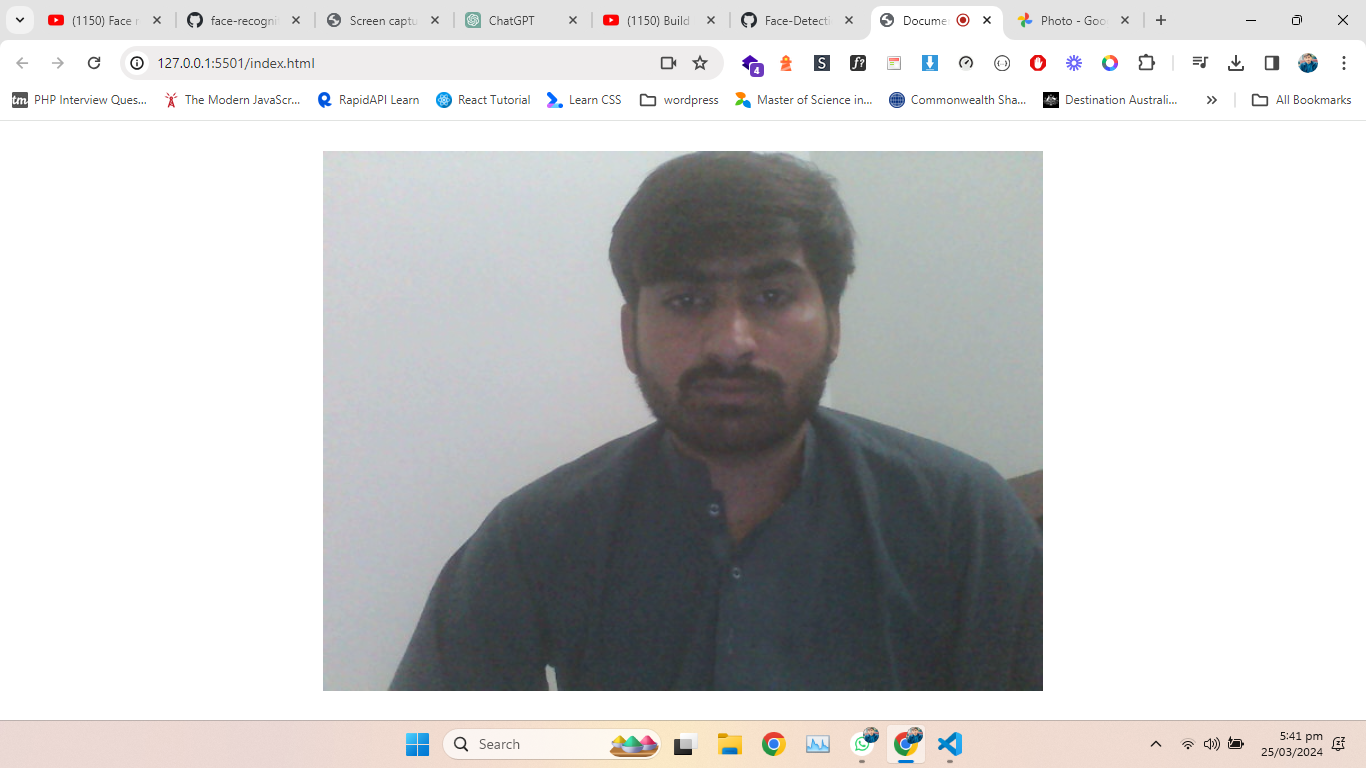 (1150) Face r
face-recogni
Screen captu
ChatGPT
(1150) Build
Face-Detecti
Docume
Photo - Goo
127.0.0.1:5501/index.html
S
f?
4
tm PHP Interview Ques...
The Modern JavaScr...
RapidAPI Learn
React Tutorial
Learn CSS
wordpress
Master of Science in...
Commonwealth Sha...
Destination Australi...
All Bookmarks
Search
5:41 pm
25/03/2024